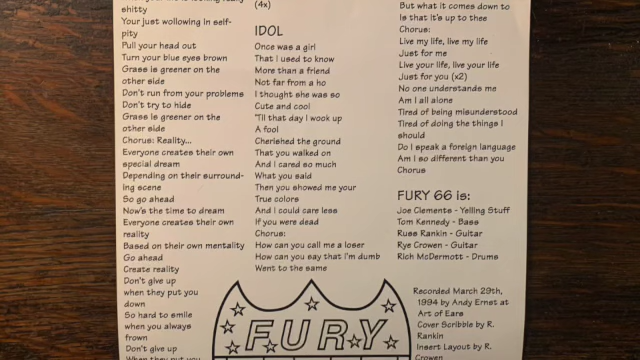 shitty
Your just wollowing in self-
pity
Pull your head out
Turn your blue eyes brown
Grass is greener on the
other side
Don't run from your problems
Don't try to hide
Grass is greener on the
other side
Chorus: Reality...
Everyone creates their own
special dream
Depending on their surround-
ing scene
So go ahead
Now's the time to dream
Everyone creates their own
reality
Based on their own mentality
Go ahead
Create reality
Don't give up
when they put you
down
So hard to smile
when you always
frown
Don't give up
When they put you
(4x)
IDOL
Once was a girl
That I used to know
More than a friend
Not far from a ho
I thought she was so
Cute and cool
'Til that day I wook up
A fool
Cherished the ground
That you walked on
And I cared so much
What you said
Then you showed me your
True colors
And I could care less
If you were dead
Chorus:
How can you call me a loser
How can you say that I'm dumb
Went to the same
But what it comes down to
Is that it's up to thee
Chorus:
Live my life, live my life
Just for me
Live your life, live your life
Just for you (x2)
No one understands me
Am I all alone
Tired of being misunderstood
Tired of doing the things I
should
Do I speak a foreign language
Am I so different than you
Chorus
FURY 66 is:
Joe Clements - Yelling Stuff
Tom Kennedy - Bass
Russ Rankin - Guitar
Rye Crowen - Guitar
Rich McDermott - Drums
Recorded March 29th,
1994 by Andy Ernst at
Art of Ears
Cover Scribble by R.
Rankin
Insert Layout by R.
Crowen
FURY